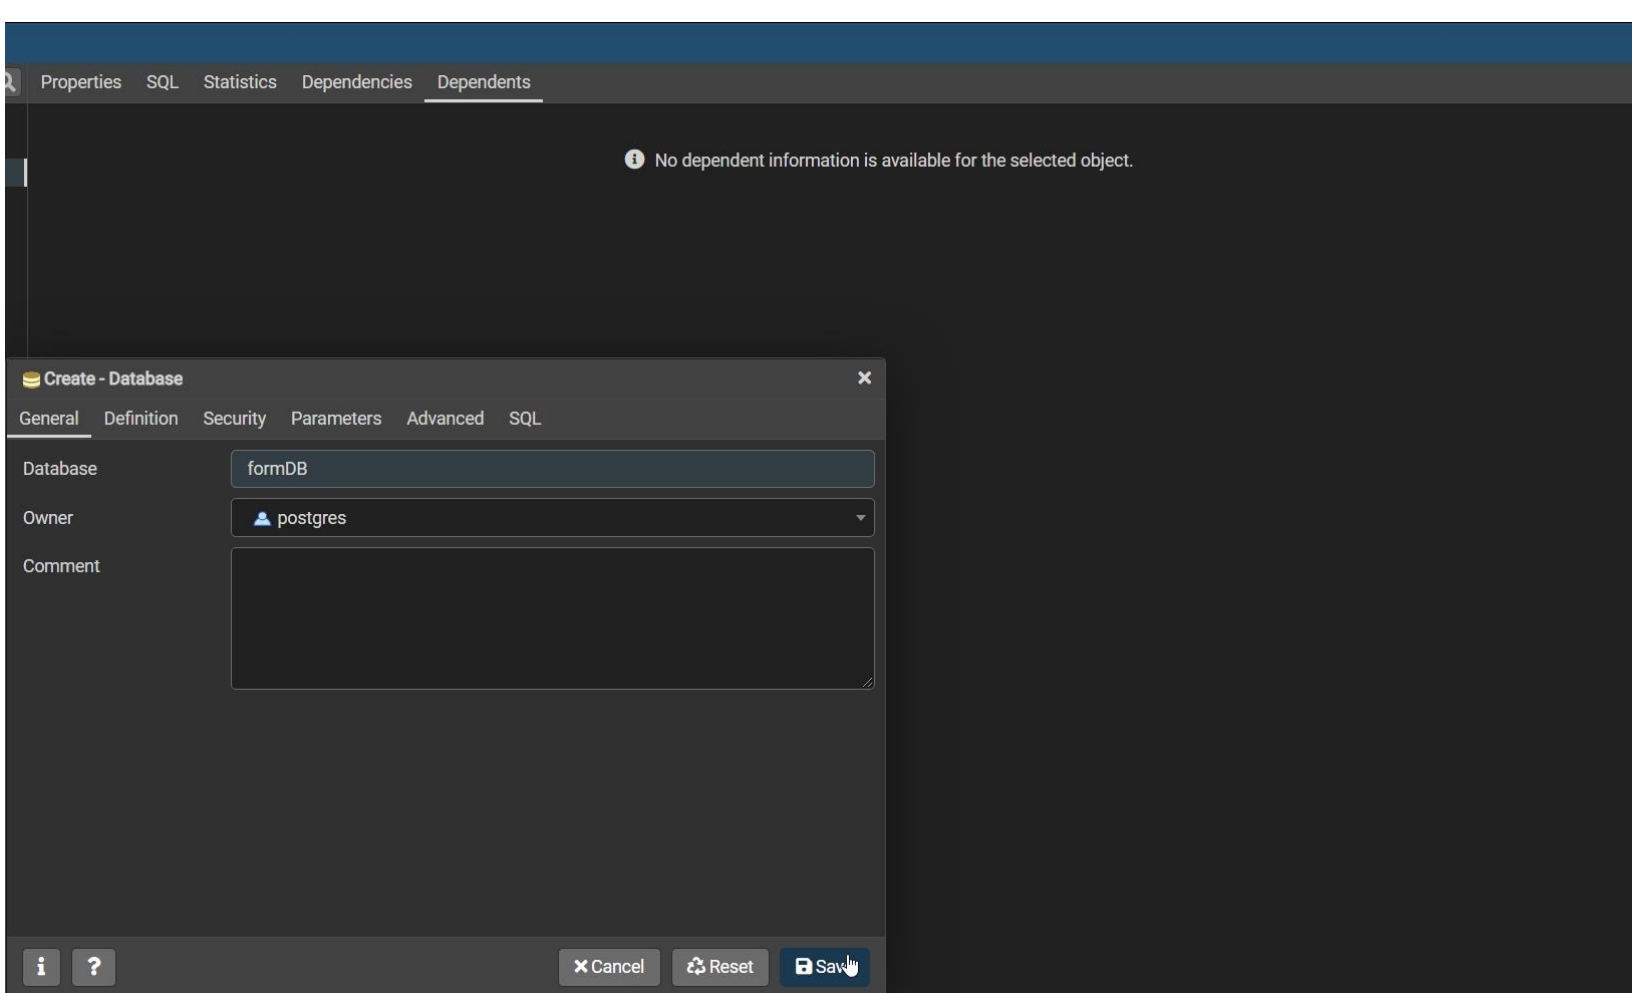 Properties SQL Statistics Dependencies Dependents
No dependent information is available for the selected object.
Create - Database
General Definition Security Parameters Advanced SQL
Database formDB
Owner postgres
Comment
i ? Cancel Reset